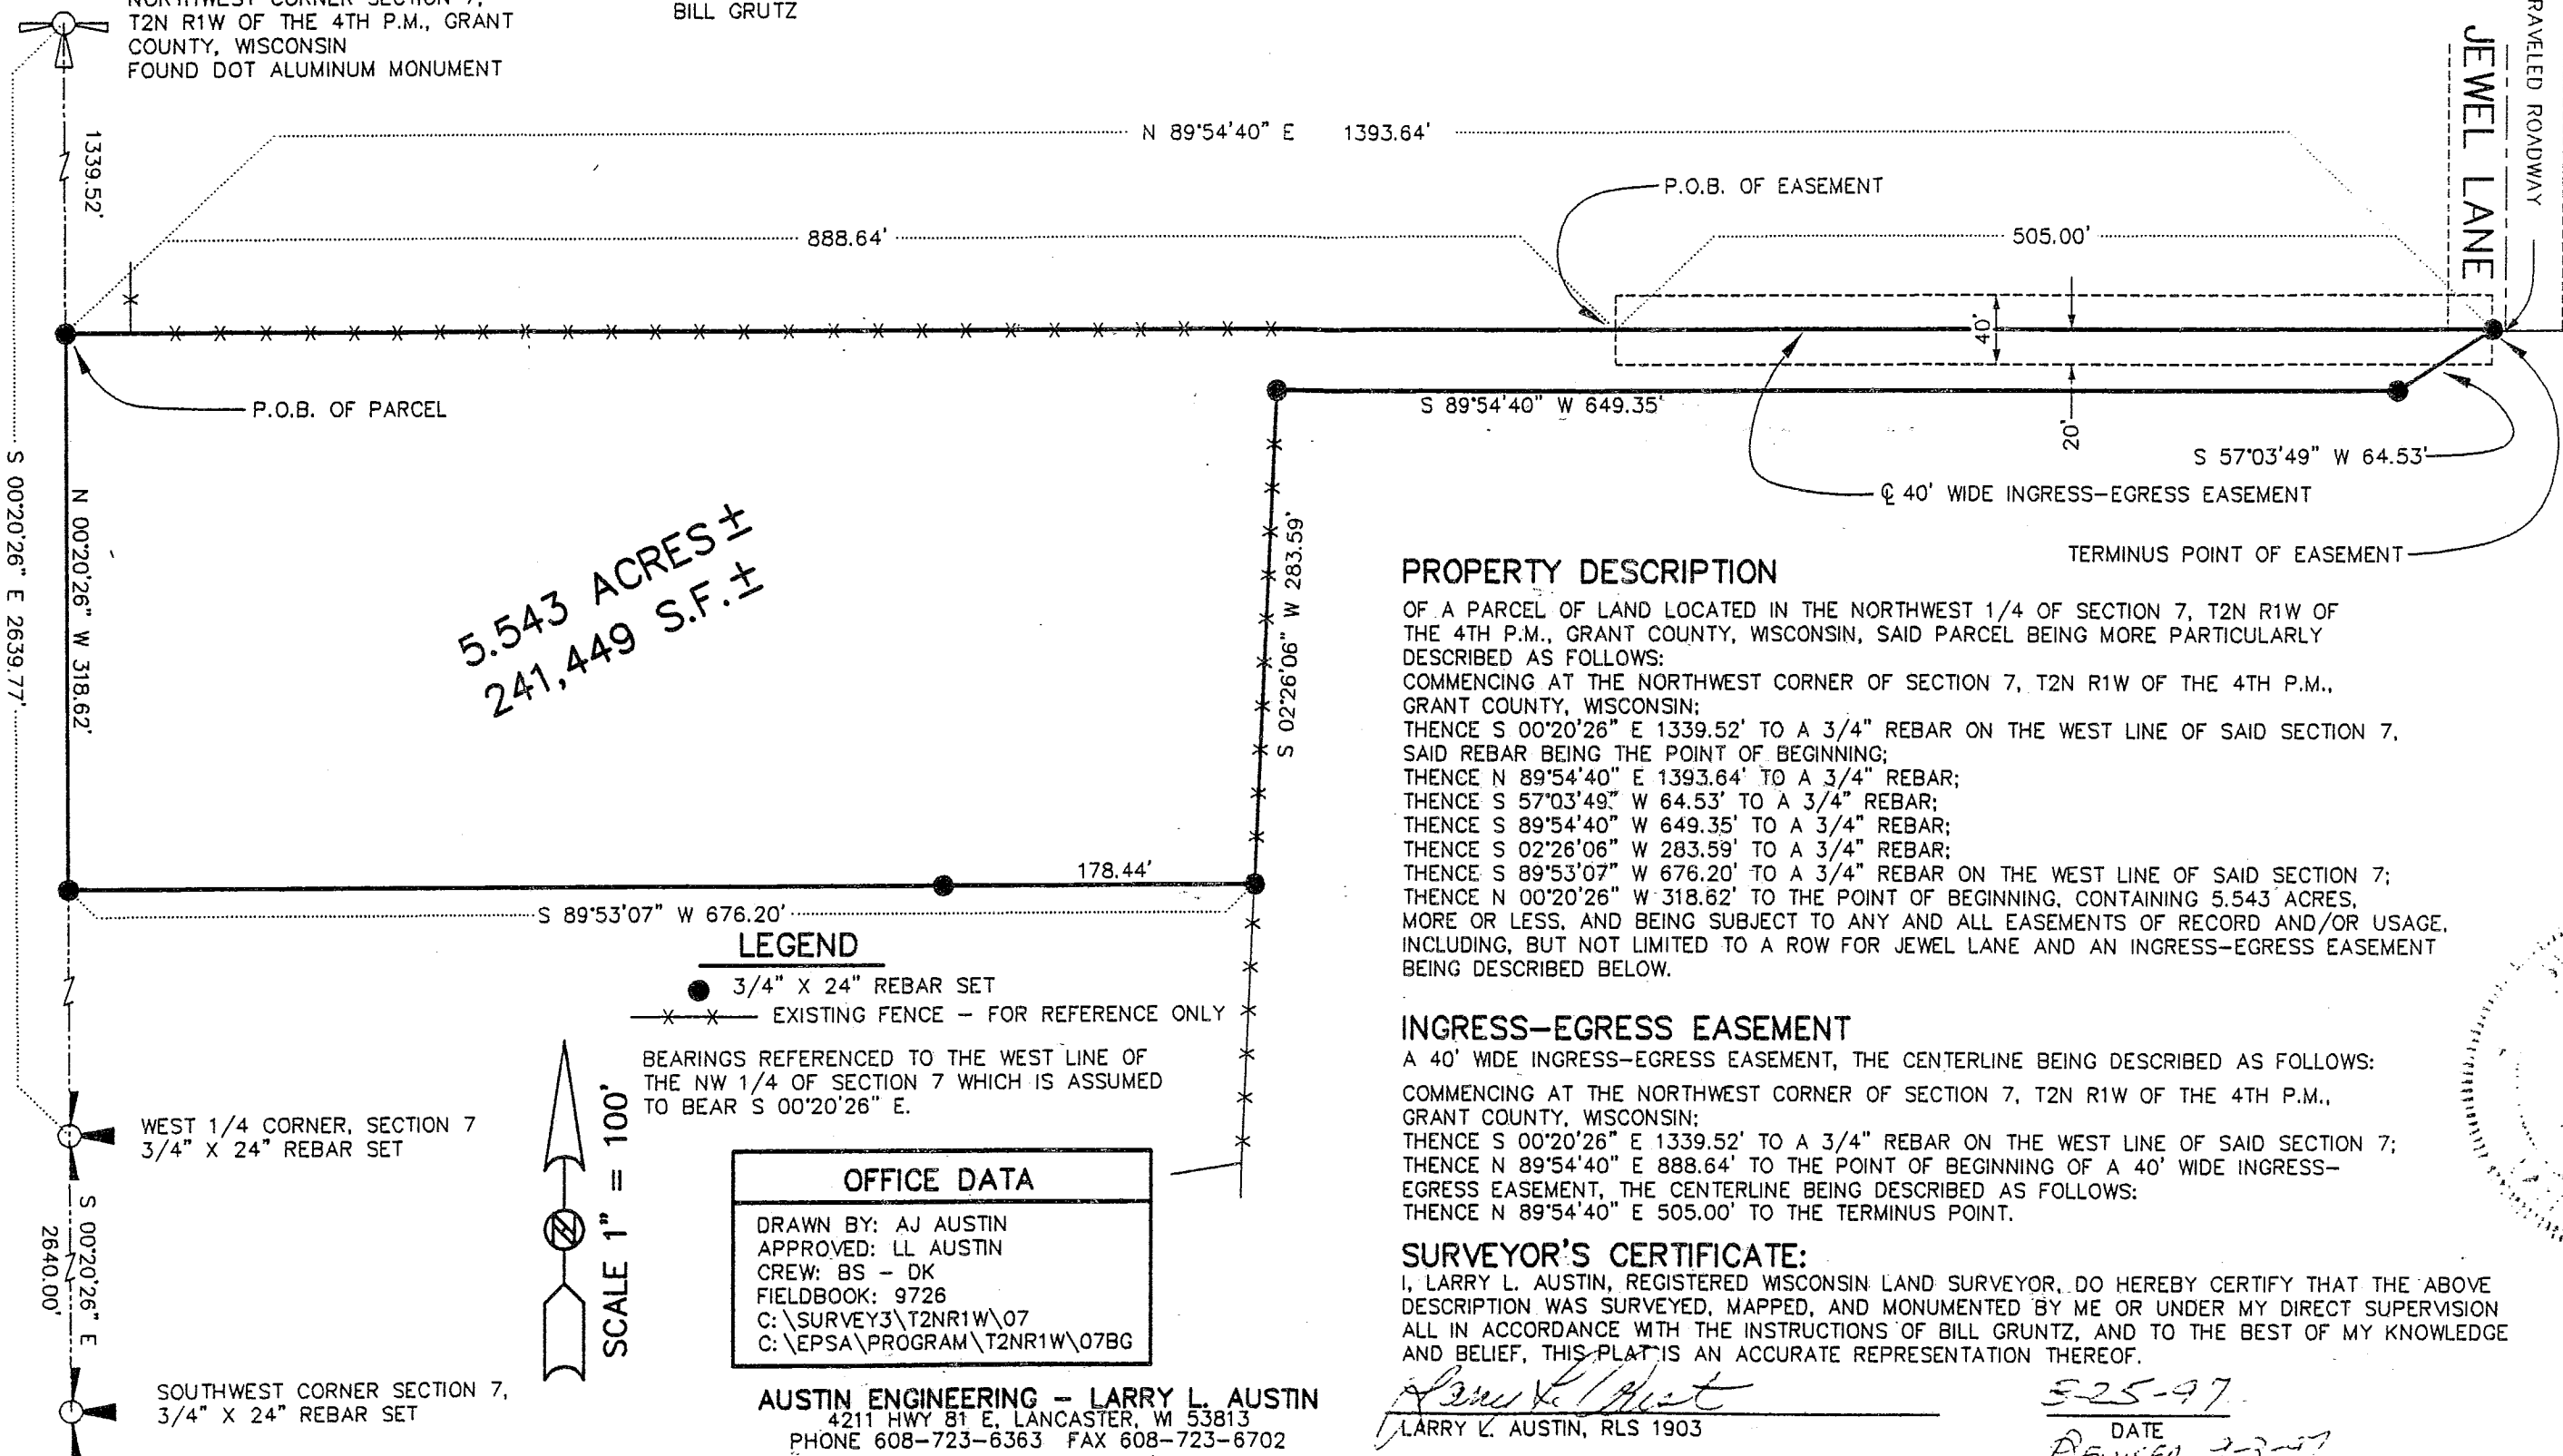 NORTHWEST CORNER SECTION 7,
T2N R1W OF THE 4TH P.M., GRANT
COUNTY, WISCONSIN
FOUND DOT ALUMINUM MONUMENT
BILL GRUTZ
JEWEL LANE
RAVELED ROADWAY
1339.52'
N 89°54'40" E 1393.64'
P.O.B. OF EASEMENT
888.64'
505.00'
40'
P.O.B. OF PARCEL
S 89°54'40" W 649.35'
20'
S 57°03'49" W 64.53'
℄ 40' WIDE INGRESS-EGRESS EASEMENT
TERMINUS POINT OF EASEMENT
S 00°20'26" E 2639.77'
N 00°20'26" W 318.62'
5.543 ACRES±
241,449 S.F.±
S 02°26'06" W 283.59'
178.44'
S 89°53'07" W 676.20'
LEGEND
3/4" X 24" REBAR SET
EXISTING FENCE - FOR REFERENCE ONLY
BEARINGS REFERENCED TO THE WEST LINE OF
THE NW 1/4 OF SECTION 7 WHICH IS ASSUMED
TO BEAR S 00°20'26" E.
WEST 1/4 CORNER, SECTION 7
3/4" X 24" REBAR SET
S 00°20'26" E
2640.00'
SOUTHWEST CORNER SECTION 7,
3/4" X 24" REBAR SET
N
SCALE 1" = 100'
OFFICE DATA
DRAWN BY: AJ AUSTIN
APPROVED: LL AUSTIN
CREW: BS - DK
FIELDBOOK: 9726
C:\SURVEY3\T2NR1W\07
C:\EPSA\PROGRAM\T2NR1W\07BG
AUSTIN ENGINEERING - LARRY L. AUSTIN
4211 HWY 81 E, LANCASTER, WI 53813
PHONE 608-723-6363 FAX 608-723-6702
PROPERTY DESCRIPTION
OF A PARCEL OF LAND LOCATED IN THE NORTHWEST 1/4 OF SECTION 7, T2N R1W OF
THE 4TH P.M., GRANT COUNTY, WISCONSIN, SAID PARCEL BEING MORE PARTICULARLY
DESCRIBED AS FOLLOWS:
COMMENCING AT THE NORTHWEST CORNER OF SECTION 7, T2N R1W OF THE 4TH P.M.,
GRANT COUNTY, WISCONSIN;
THENCE S 00°20'26" E 1339.52' TO A 3/4" REBAR ON THE WEST LINE OF SAID SECTION 7,
SAID REBAR BEING THE POINT OF BEGINNING;
THENCE N 89°54'40" E 1393.64' TO A 3/4" REBAR;
THENCE S 57°03'49" W 64.53' TO A 3/4" REBAR;
THENCE S 89°54'40" W 649.35' TO A 3/4" REBAR;
THENCE S 02°26'06" W 283.59' TO A 3/4" REBAR;
THENCE S 89°53'07" W 676.20' TO A 3/4" REBAR ON THE WEST LINE OF SAID SECTION 7;
THENCE N 00°20'26" W 318.62' TO THE POINT OF BEGINNING, CONTAINING 5.543 ACRES,
MORE OR LESS, AND BEING SUBJECT TO ANY AND ALL EASEMENTS OF RECORD AND/OR USAGE,
INCLUDING, BUT NOT LIMITED TO A ROW FOR JEWEL LANE AND AN INGRESS-EGRESS EASEMENT
BEING DESCRIBED BELOW.
INGRESS-EGRESS EASEMENT
A 40' WIDE INGRESS-EGRESS EASEMENT, THE CENTERLINE BEING DESCRIBED AS FOLLOWS:
COMMENCING AT THE NORTHWEST CORNER OF SECTION 7, T2N R1W OF THE 4TH P.M.,
GRANT COUNTY, WISCONSIN;
THENCE S 00°20'26" E 1339.52' TO A 3/4" REBAR ON THE WEST LINE OF SAID SECTION 7;
THENCE N 89°54'40" E 888.64' TO THE POINT OF BEGINNING OF A 40' WIDE INGRESS-
EGRESS EASEMENT, THE CENTERLINE BEING DESCRIBED AS FOLLOWS:
THENCE N 89°54'40" E 505.00' TO THE TERMINUS POINT.
SURVEYOR'S CERTIFICATE:
I, LARRY L. AUSTIN, REGISTERED WISCONSIN LAND SURVEYOR, DO HEREBY CERTIFY THAT THE ABOVE
DESCRIPTION WAS SURVEYED, MAPPED, AND MONUMENTED BY ME OR UNDER MY DIRECT SUPERVISION
ALL IN ACCORDANCE WITH THE INSTRUCTIONS OF BILL GRUNTZ, AND TO THE BEST OF MY KNOWLEDGE
AND BELIEF, THIS PLAT IS AN ACCURATE REPRESENTATION THEREOF.
Larry L. Austin
5-25-97
LARRY L. AUSTIN, RLS 1903
DATE